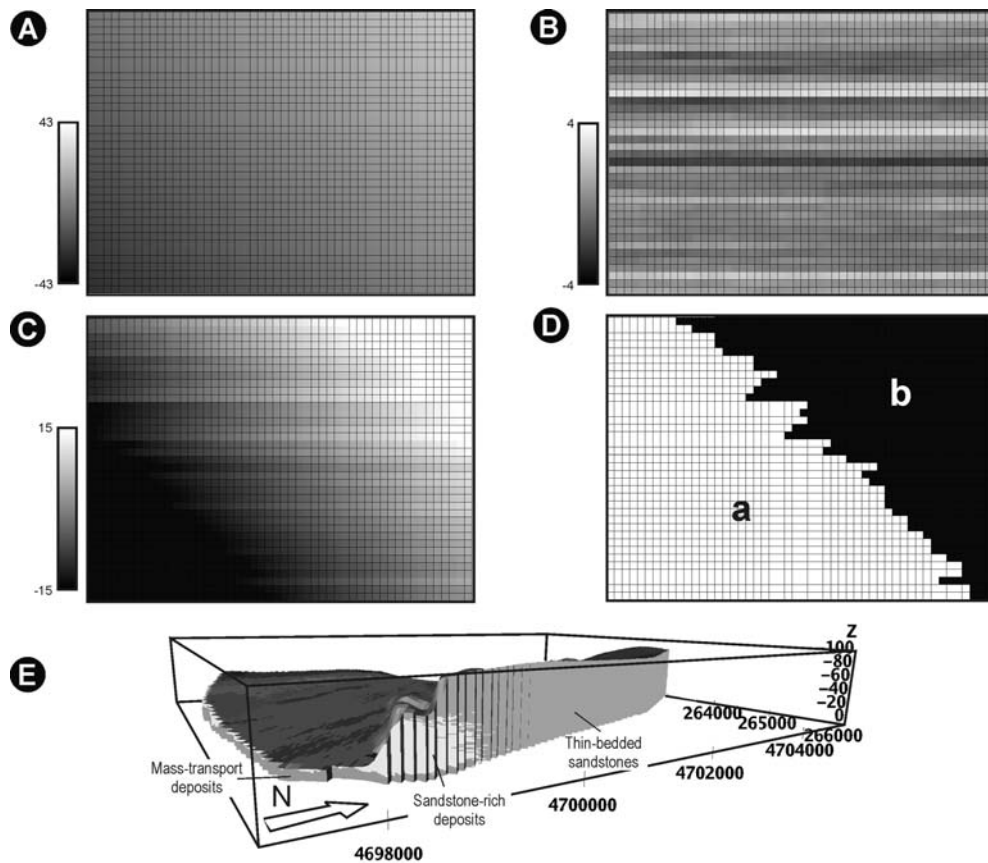 A
B
43
-43
4
-4
C
D
15
-15
a
b
E
Z
100
-80
-60
-40
-20
0
264000
265000
266000
4704000
4702000
4700000
4698000
Mass-transport
deposits
N
Sandstone-rich
deposits
Thin-bedded
sandstones